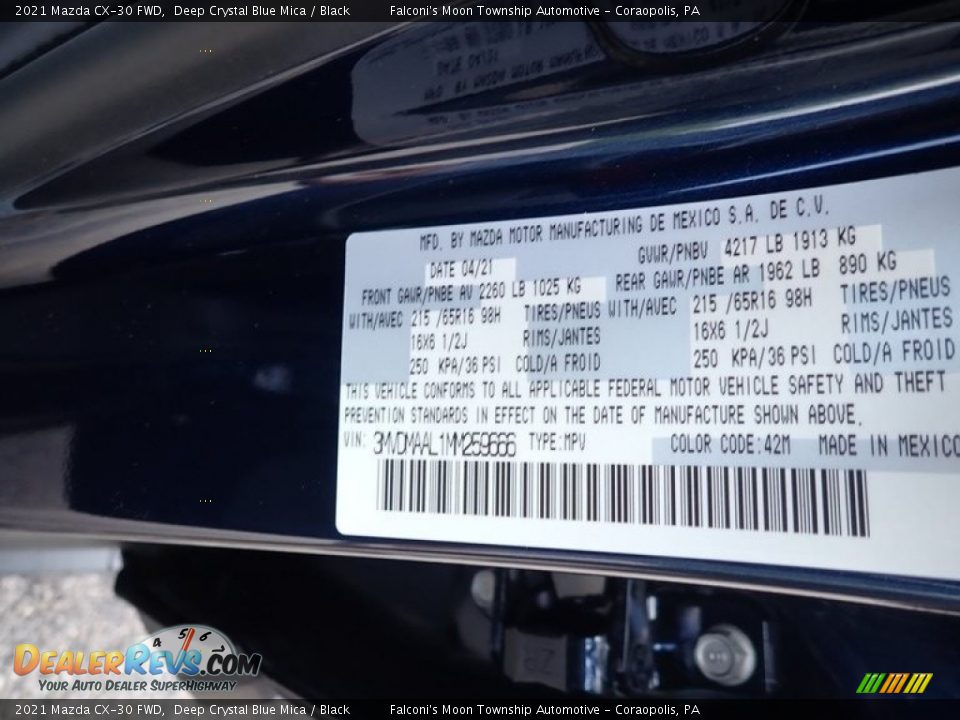 2021 Mazda CX-30 FWD, Deep Crystal Blue Mica / Black Falconi's Moon Township Automotive - Coraopolis, PA
MFD. BY MAZDA MOTOR MANUFACTURING DE MEXICO S.A. DE C.V.
DATE 04/21 GVWR/PNBV 4217 LB 1913 KG
FRONT GAWR/PNBE AV 2260 LB 1025 KG REAR GAWR/PNBE AR 1962 LB 890 KG
WITH/AVEC 215 /65R16 98H TIRES/PNEUS WITH/AVEC 215 /65R16 98H TIRES/PNEUS
16X6 1/2J RIMS/JANTES 16X6 1/2J RIMS/JANTES
250 KPA/36 PSI COLD/A FROID 250 KPA/36 PSI COLD/A FROID
THIS VEHICLE CONFORMS TO ALL APPLICABLE FEDERAL MOTOR VEHICLE SAFETY AND THEFT
PREVENTION STANDARDS IN EFFECT ON THE DATE OF MANUFACTURE SHOWN ABOVE.
VIN: 3MVDMAAL1MM259666 TYPE:MPV COLOR CODE:42M MADE IN MEXICO
4 5 6
DEALERREVS.COM
YOUR AUTO DEALER SUPERHIGHWAY
2021 Mazda CX-30 FWD, Deep Crystal Blue Mica / Black Falconi's Moon Township Automotive - Coraopolis, PA